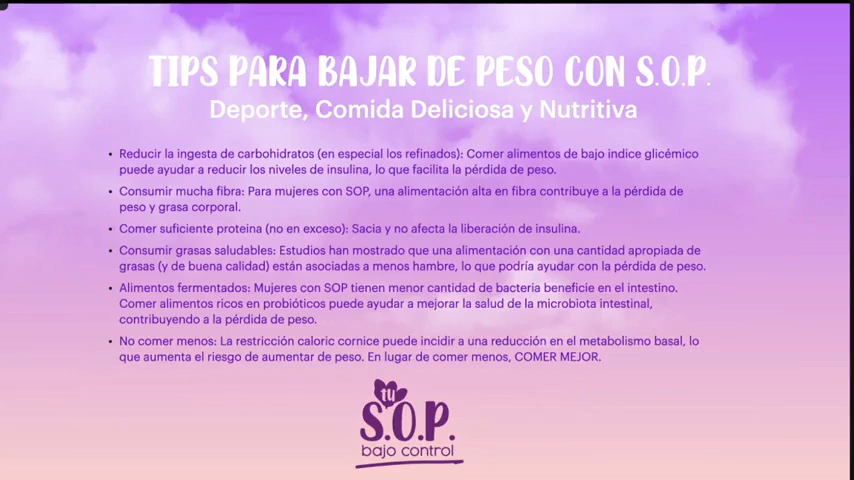 TIPS PARA BAJAR DE PESO CON S.O.P.
Deporte, Comida Deliciosa y Nutritiva
• Reducir la ingesta de carbohidratos (en especial los refinados): Comer alimentos de bajo indice glicémico
puede ayudar a reducir los niveles de insulina, lo que facilita la pérdida de peso.
• Consumir mucha fibra: Para mujeres con SOP, una alimentación alta en fibra contribuye a la pérdida de
peso y grasa corporal.
• Comer suficiente proteina (no en exceso): Sacia y no afecta la liberación de insulina.
• Consumir grasas saludables: Estudios han mostrado que una alimentación con una cantidad apropiada de
grasas (y de buena calidad) están asociadas a menos hambre, lo que podría ayudar con la pérdida de peso.
• Alimentos fermentados: Mujeres con SOP tienen menor cantidad de bacteria beneficie en el intestino.
Comer alimentos ricos en probióticos puede ayudar a mejorar la salud de la microbiota intestinal,
contribuyendo a la pérdida de peso.
• No comer menos: La restricción caloric cornice puede incidir a una reducción en el metabolismo basal, lo
que aumenta el riesgo de aumentar de peso. En lugar de comer menos, COMER MEJOR.
tu
S.O.P.
bajo control